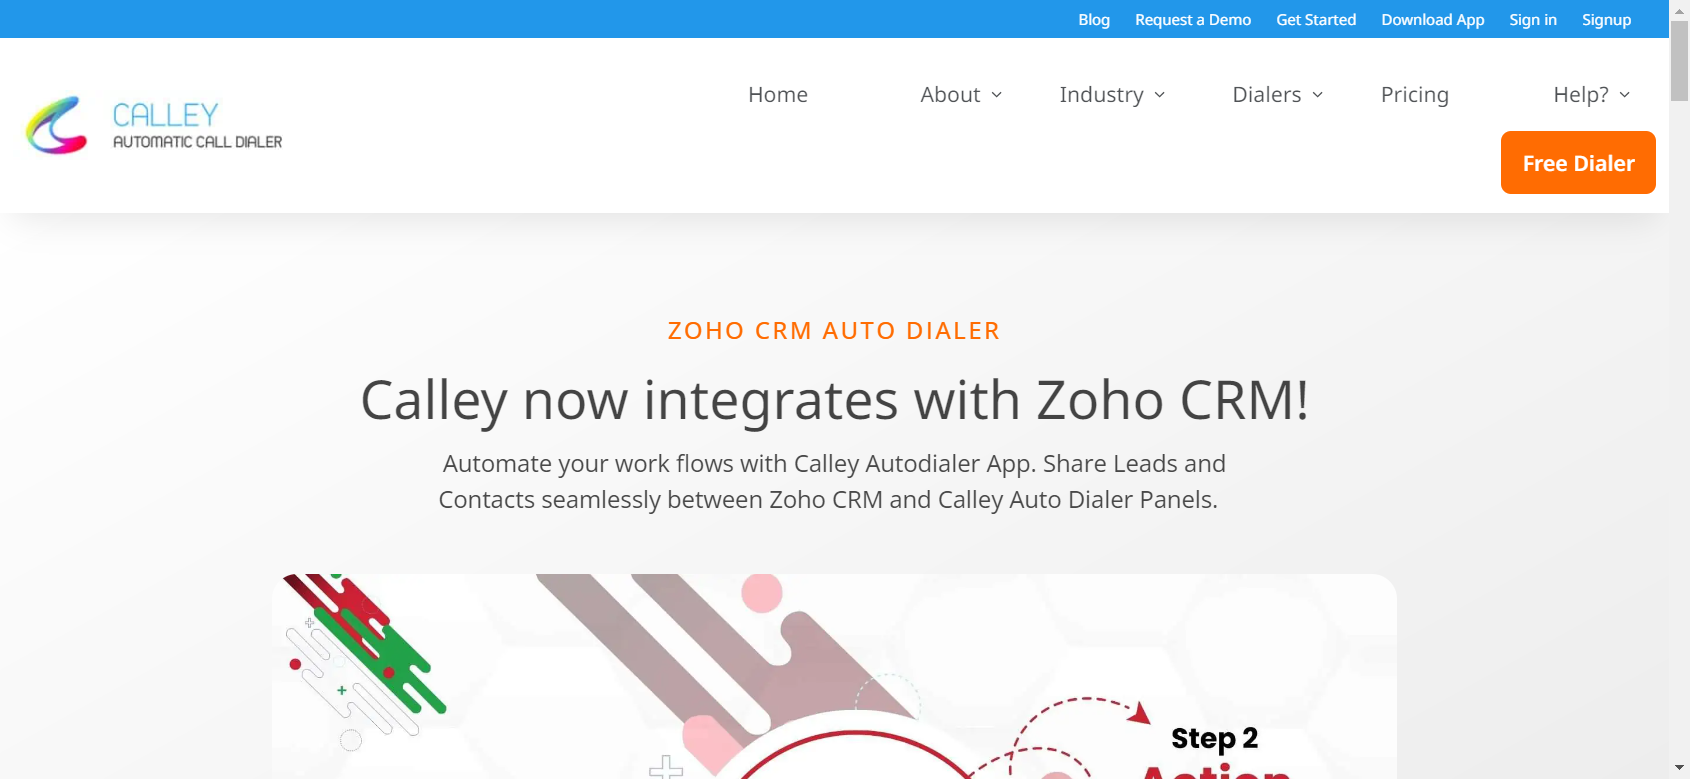 Blog Request a Demo Get Started Download App Sign in Signup
Home About Industry Dialers Pricing Help?
CALLEY
AUTOMATIC CALL DIALER
Free Dialer
ZOHO CRM AUTO DIALER
Calley now integrates with Zoho CRM!
Automate your work flows with Calley Autodialer App. Share Leads and
Contacts seamlessly between Zoho CRM and Calley Auto Dialer Panels.
Step 2
Action